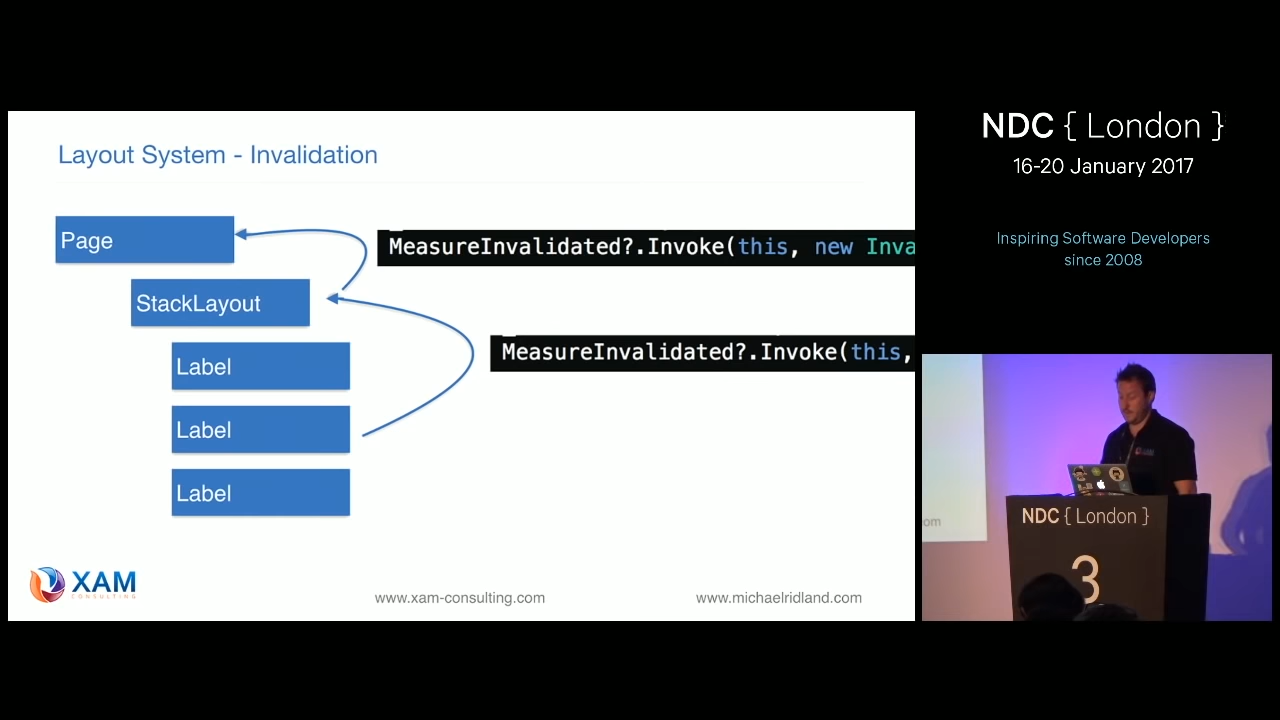 Layout System - Invalidation
Page
MeasureInvalidated?.Invoke(this, new Inva
StackLayout
MeasureInvalidated?.Invoke(this,
Label
Label
Label
XAM
CONSULTING
www.xam-consulting.com
www.michaelridland.com
NDC { London }
16-20 January 2017
Inspiring Software Developers
since 2008
om
NDC { London }
3